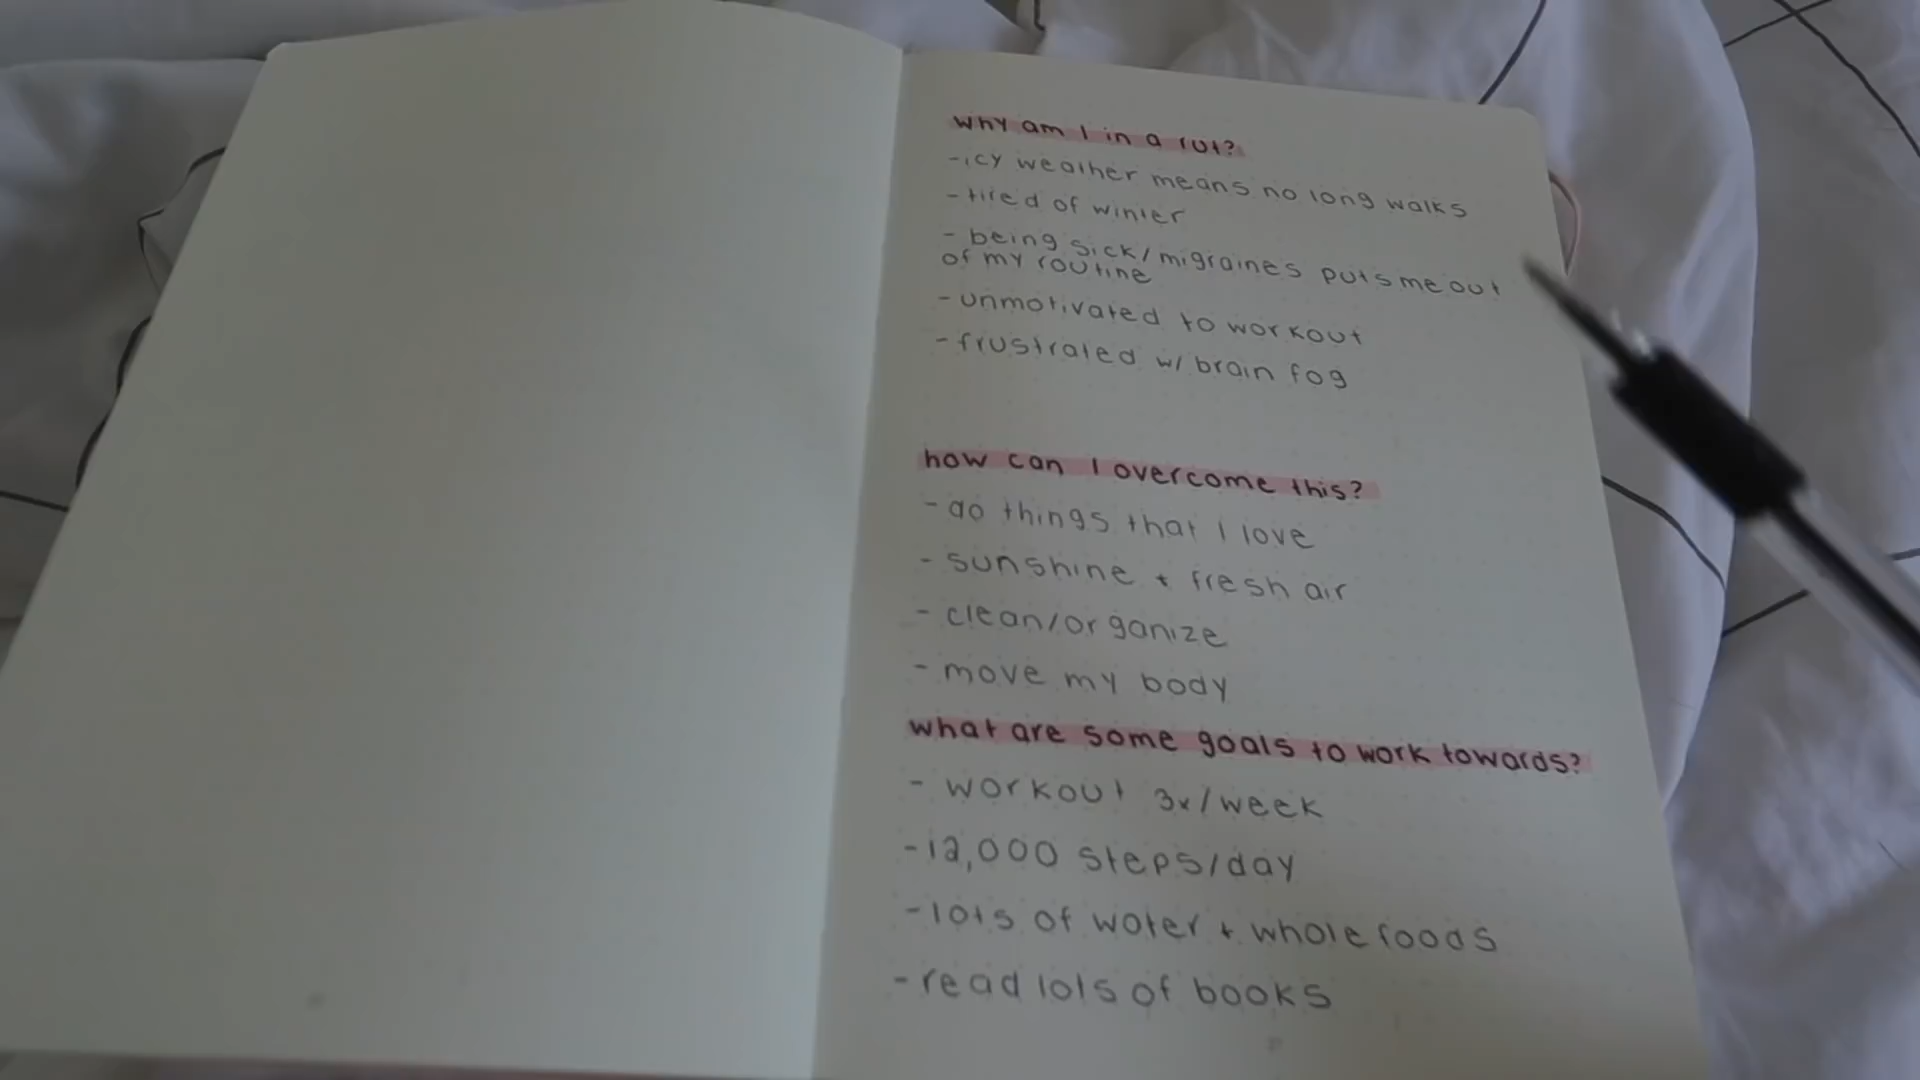 why am I in a rut?
- icy weather means no long walks
- tired of winter
- being sick/migraines puts me out
of my routine
- unmotivated to workout
- frustrated w/ brain fog
how can I overcome this?
- do things that I love
- sunshine + fresh air
- clean/organize
- move my body
what are some goals to work towards?
- workout 3x/week
- 12,000 steps/day
- lots of water + whole foods
- read lots of books